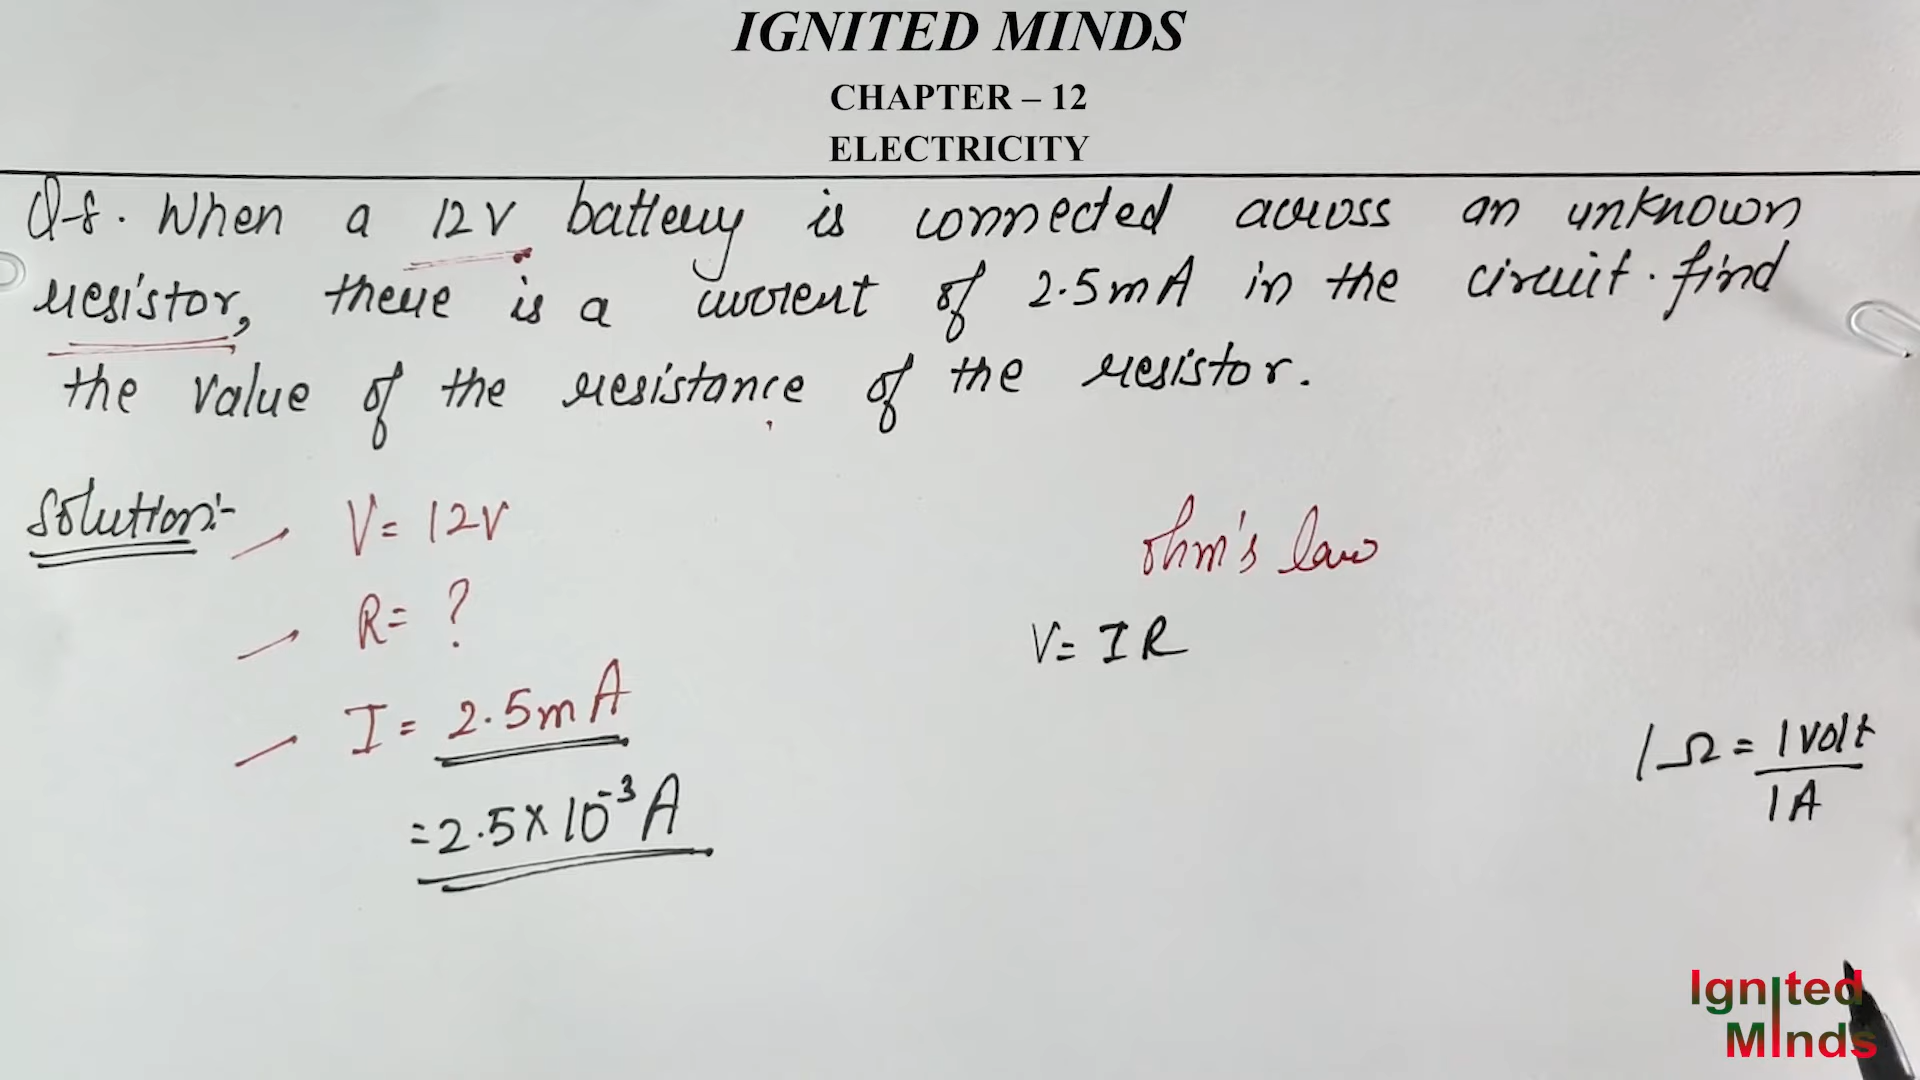 IGNITED MINDS
CHAPTER – 12
ELECTRICITY
Q-8. When a 12V battery is connected across an unknown
resistor, there is a current of 2.5mA in the circuit. find
the value of the resistance of the resistor.
Solution:-
V= 12V
R= ?
I= 2.5mA
=2.5×10⁻³A
ohm's law
V= IR
1Ω = 1volt
1A
Ignited
Minds